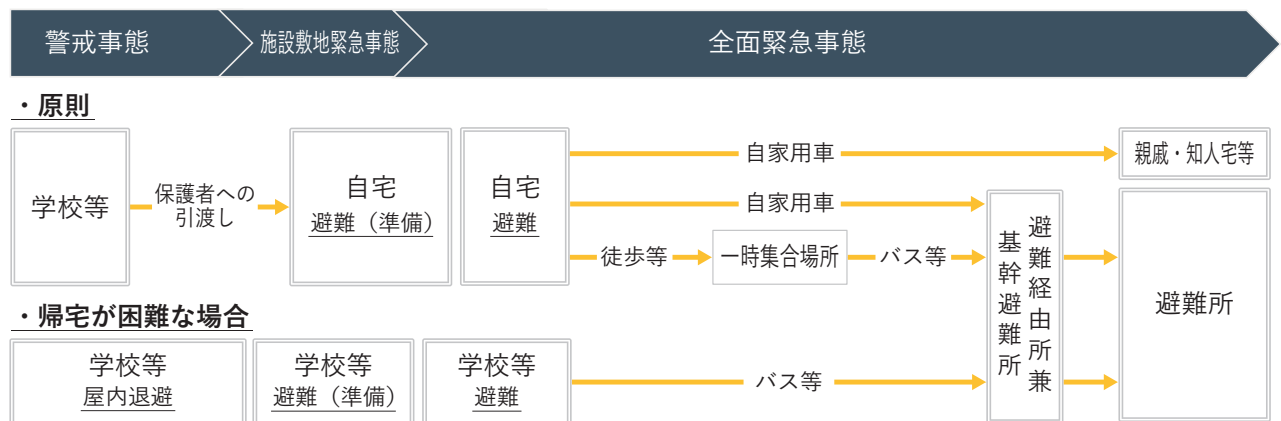 警戒事態
施設敷地緊急事態
全面緊急事態
・原則
学校等
保護者への
引渡し
自宅
避難（準備）
自宅
避難
自家用車
親戚・知人宅等
自家用車
徒歩等
一時集合場所
バス等
避難経由所兼
基幹避難所
避難所
・帰宅が困難な場合
学校等
屋内退避
学校等
避難（準備）
学校等
避難
バス等